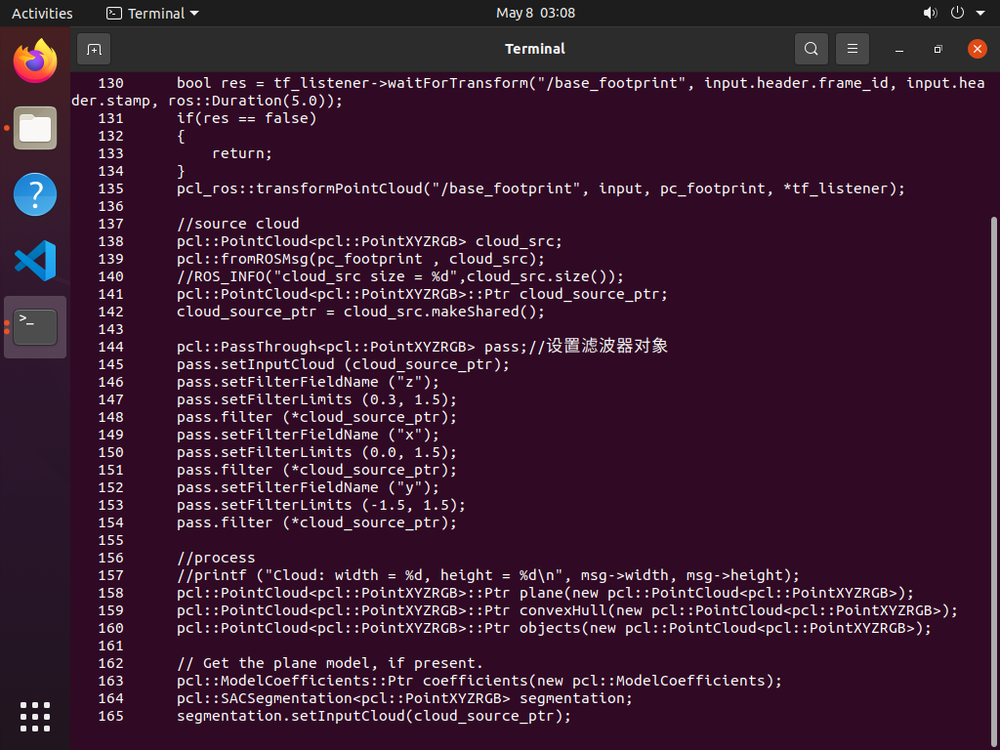 Activities
Terminal
May 8 03:08
Terminal
130      bool res = tf_listener->waitForTransform("/base_footprint", input.header.frame_id, input.hea
der.stamp, ros::Duration(5.0));
131      if(res == false)
132      {
133          return;
134      }
135      pcl_ros::transformPointCloud("/base_footprint", input, pc_footprint, *tf_listener);
136
137      //source cloud
138      pcl::PointCloud<pcl::PointXYZRGB> cloud_src;
139      pcl::fromROSMsg(pc_footprint , cloud_src);
140      //ROS_INFO("cloud_src size = %d",cloud_src.size());
141      pcl::PointCloud<pcl::PointXYZRGB>::Ptr cloud_source_ptr;
142      cloud_source_ptr = cloud_src.makeShared();
143
144      pcl::PassThrough<pcl::PointXYZRGB> pass;//设置滤波器对象
145      pass.setInputCloud (cloud_source_ptr);
146      pass.setFilterFieldName ("z");
147      pass.setFilterLimits (0.3, 1.5);
148      pass.filter (*cloud_source_ptr);
149      pass.setFilterFieldName ("x");
150      pass.setFilterLimits (0.0, 1.5);
151      pass.filter (*cloud_source_ptr);
152      pass.setFilterFieldName ("y");
153      pass.setFilterLimits (-1.5, 1.5);
154      pass.filter (*cloud_source_ptr);
155
156      //process
157      //printf ("Cloud: width = %d, height = %d\n", msg->width, msg->height);
158      pcl::PointCloud<pcl::PointXYZRGB>::Ptr plane(new pcl::PointCloud<pcl::PointXYZRGB>);
159      pcl::PointCloud<pcl::PointXYZRGB>::Ptr convexHull(new pcl::PointCloud<pcl::PointXYZRGB>);
160      pcl::PointCloud<pcl::PointXYZRGB>::Ptr objects(new pcl::PointCloud<pcl::PointXYZRGB>);
161
162      // Get the plane model, if present.
163      pcl::ModelCoefficients::Ptr coefficients(new pcl::ModelCoefficients);
164      pcl::SACSegmentation<pcl::PointXYZRGB> segmentation;
165      segmentation.setInputCloud(cloud_source_ptr);